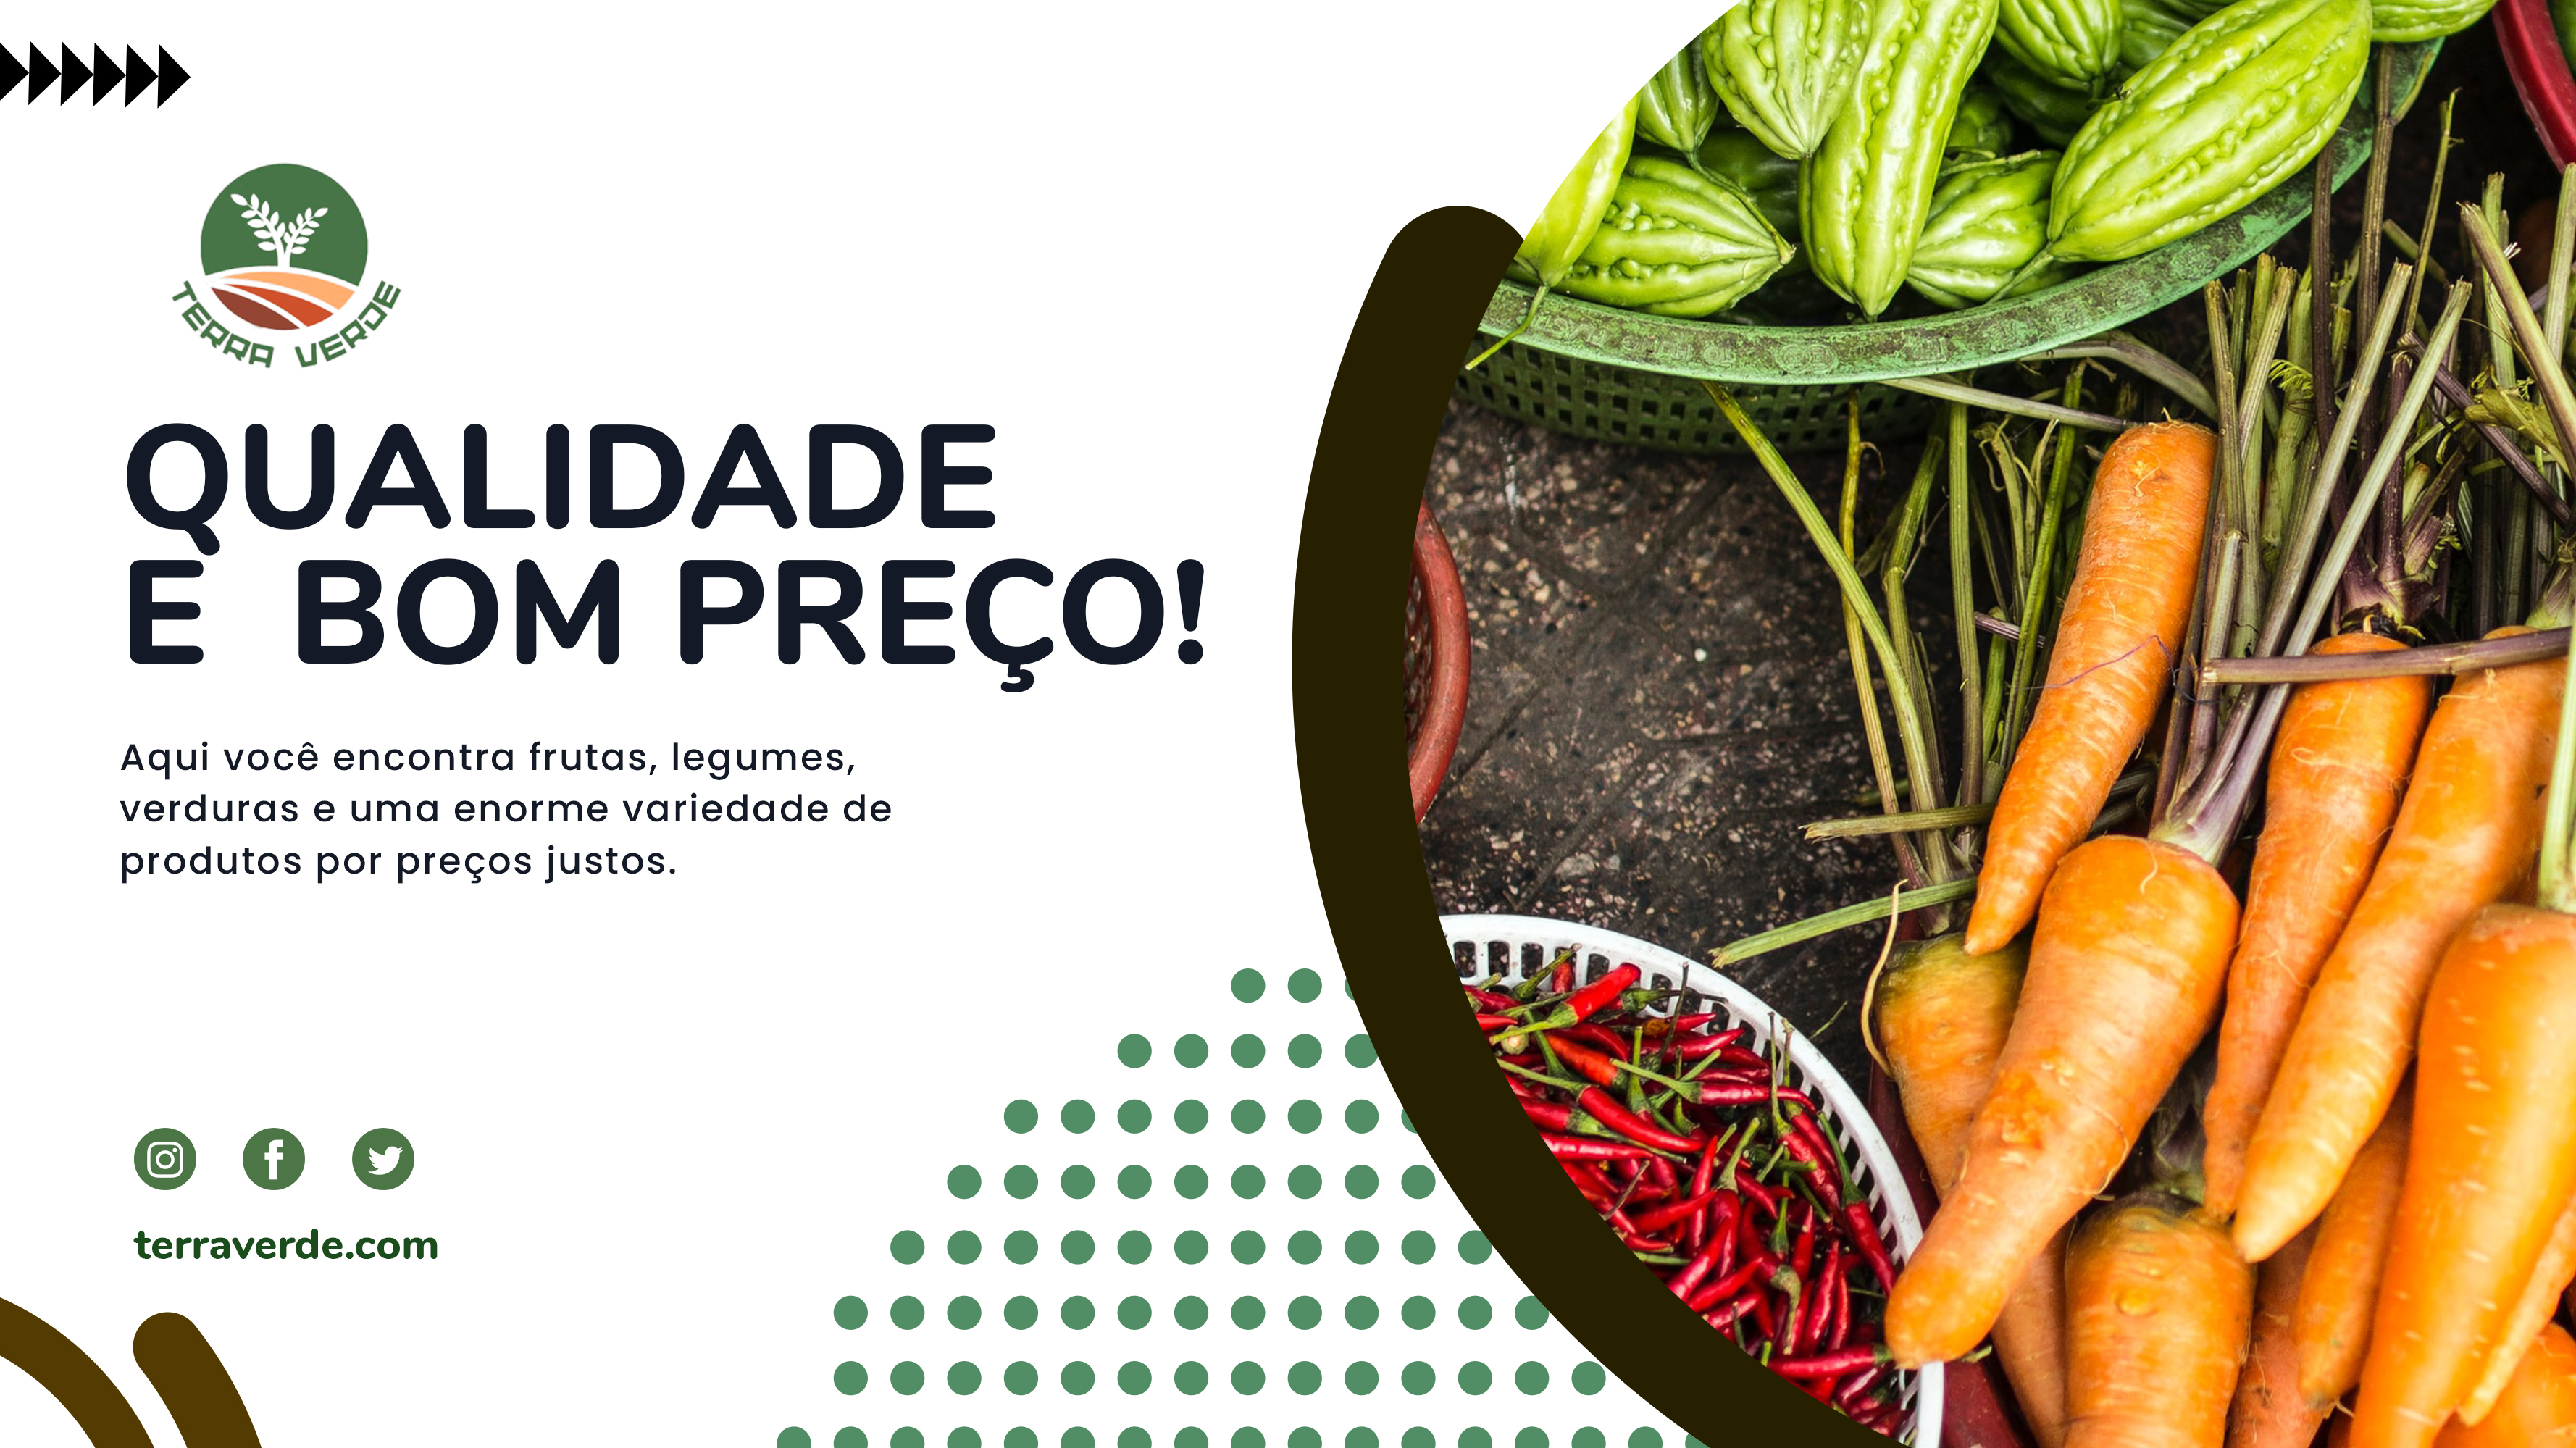 TERRA VERDE
QUALIDADE
E BOM PREÇO!
Aqui você encontra frutas, legumes,
verduras e uma enorme variedade de
produtos por preços justos.
terraverde.com